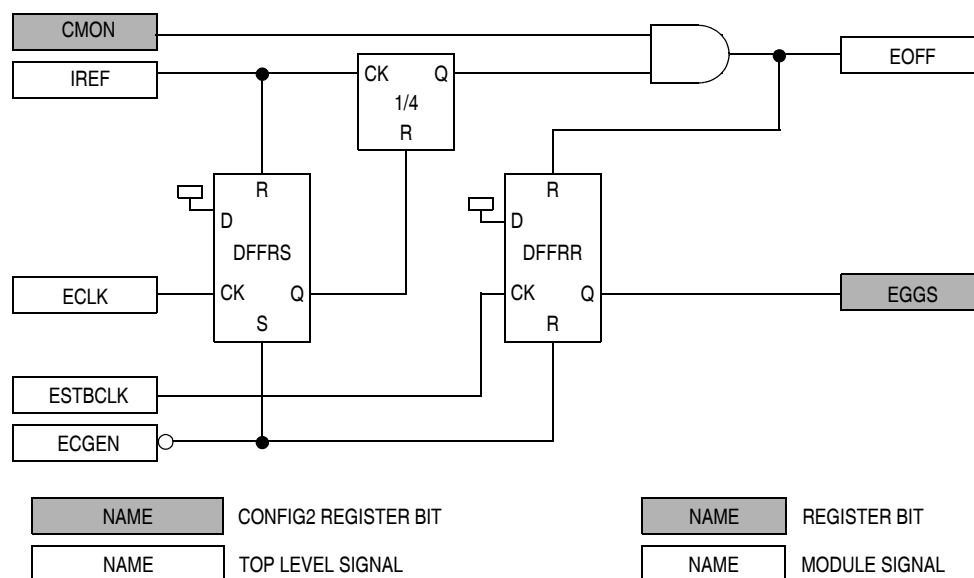 CMON
IREF
CK Q
1/4
R
EOFF
R
D
DFFRS
CK Q
S
R
D
DFFRR
CK Q
R
ECLK
EGGS
ESTBCLK
ECGEN
NAME CONFIG2 REGISTER BIT
NAME REGISTER BIT
NAME TOP LEVEL SIGNAL
NAME MODULE SIGNAL